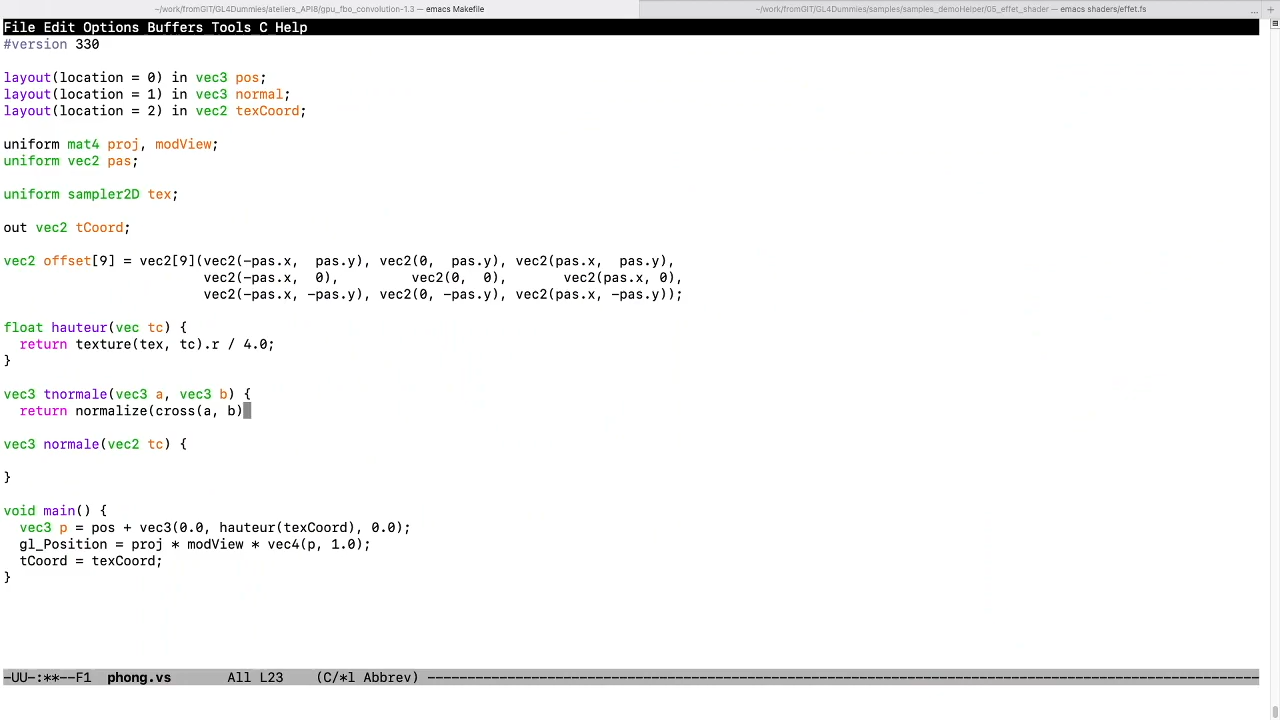 ~/work/fromGIT/GL4Dummies/ateliers_API8/gpu_fbo_convolution-1.3 — emacs Makefile
~/work/fromGIT/GL4Dummies/samples/samples_demoHelper/05_effet_shader — emacs shaders/effet.fs
... +
File Edit Options Buffers Tools C Help
#version 330
layout(location = 0) in vec3 pos;
layout(location = 1) in vec3 normal;
layout(location = 2) in vec2 texCoord;
uniform mat4 proj, modView;
uniform vec2 pas;
uniform sampler2D tex;
out vec2 tCoord;
vec2 offset[9] = vec2[9](vec2(-pas.x,  pas.y), vec2(0,  pas.y), vec2(pas.x,  pas.y),
                         vec2(-pas.x,  0),          vec2(0,  0),       vec2(pas.x, 0),
                         vec2(-pas.x, -pas.y), vec2(0, -pas.y), vec2(pas.x, -pas.y));
float hauteur(vec tc) {
  return texture(tex, tc).r / 4.0;
}
vec3 tnormale(vec3 a, vec3 b) {
  return normalize(cross(a, b)
vec3 normale(vec2 tc) {
}
void main() {
  vec3 p = pos + vec3(0.0, hauteur(texCoord), 0.0);
  gl_Position = proj * modView * vec4(p, 1.0);
  tCoord = texCoord;
}
-UU-:**--F1  phong.vs       All L23    (C/*l Abbrev) --------------------------------------------------------------------------------------------------------